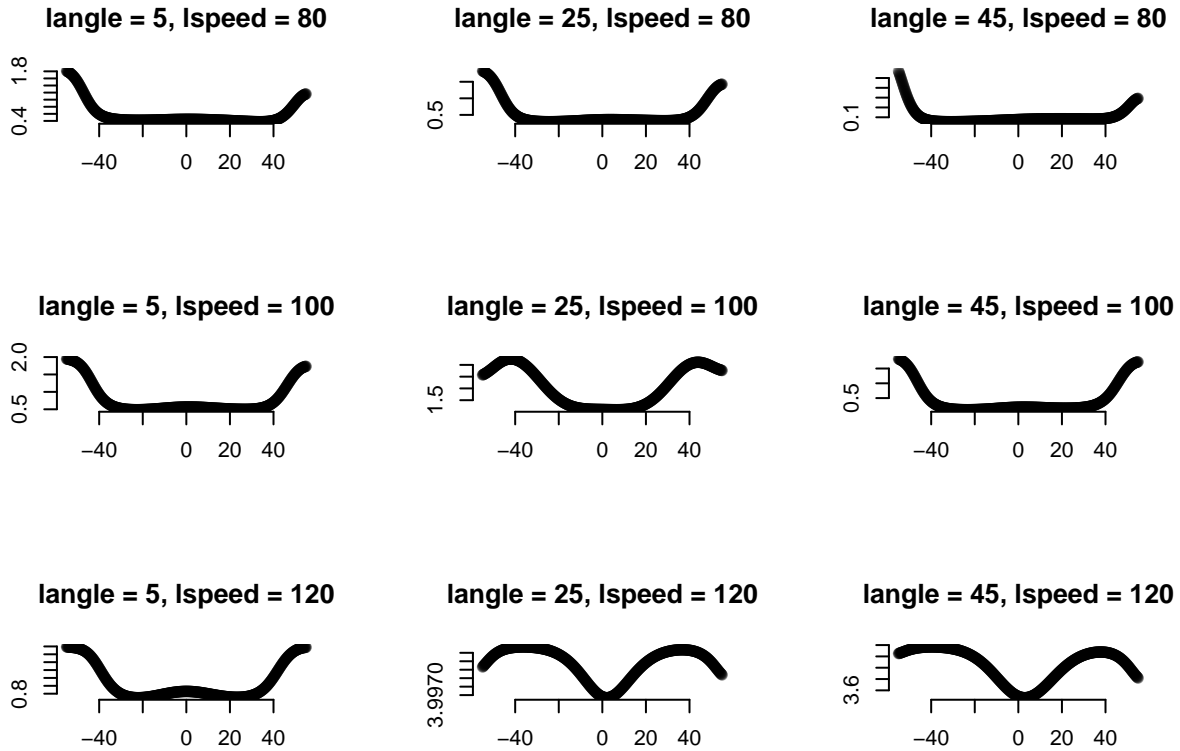 langle = 5, lspeed = 80
langle = 25, lspeed = 80
langle = 45, lspeed = 80
1.8
0.4
−40 0 20 40
0.5
−40 0 20 40
0.1
−40 0 20 40
langle = 5, lspeed = 100
langle = 25, lspeed = 100
langle = 45, lspeed = 100
2.0
0.5
−40 0 20 40
1.5
−40 0 20 40
0.5
−40 0 20 40
langle = 5, lspeed = 120
langle = 25, lspeed = 120
langle = 45, lspeed = 120
0.8
−40 0 20 40
3.9970
−40 0 20 40
3.6
−40 0 20 40